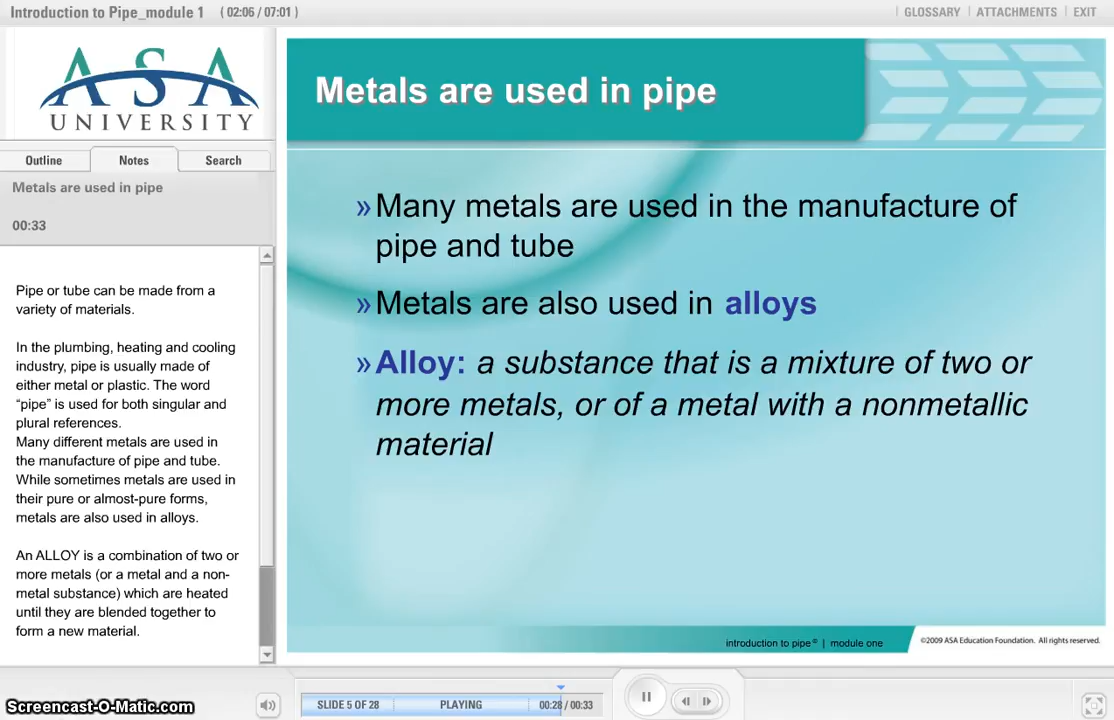 Introduction to Pipe_module 1 ( 02:06 / 07:01 )
GLOSSARY | ATTACHMENTS | EXIT
ASA
UNIVERSITY
Outline
Notes
Search
Metals are used in pipe
00:33
Pipe or tube can be made from a
variety of materials.
In the plumbing, heating and cooling
industry, pipe is usually made of
either metal or plastic. The word
“pipe” is used for both singular and
plural references.
Many different metals are used in
the manufacture of pipe and tube.
While sometimes metals are used in
their pure or almost-pure forms,
metals are also used in alloys.
An ALLOY is a combination of two or
more metals (or a metal and a non-
metal substance) which are heated
until they are blended together to
form a new material.
Metals are used in pipe
»Many metals are used in the manufacture of
pipe and tube
»Metals are also used in alloys
»Alloy: a substance that is a mixture of two or
more metals, or of a metal with a nonmetallic
material
introduction to pipe© | module one
©2009 ASA Education Foundation. All rights reserved.
Screencast-O-Matic.com
SLIDE 5 OF 28
PLAYING
00:28 / 00:33